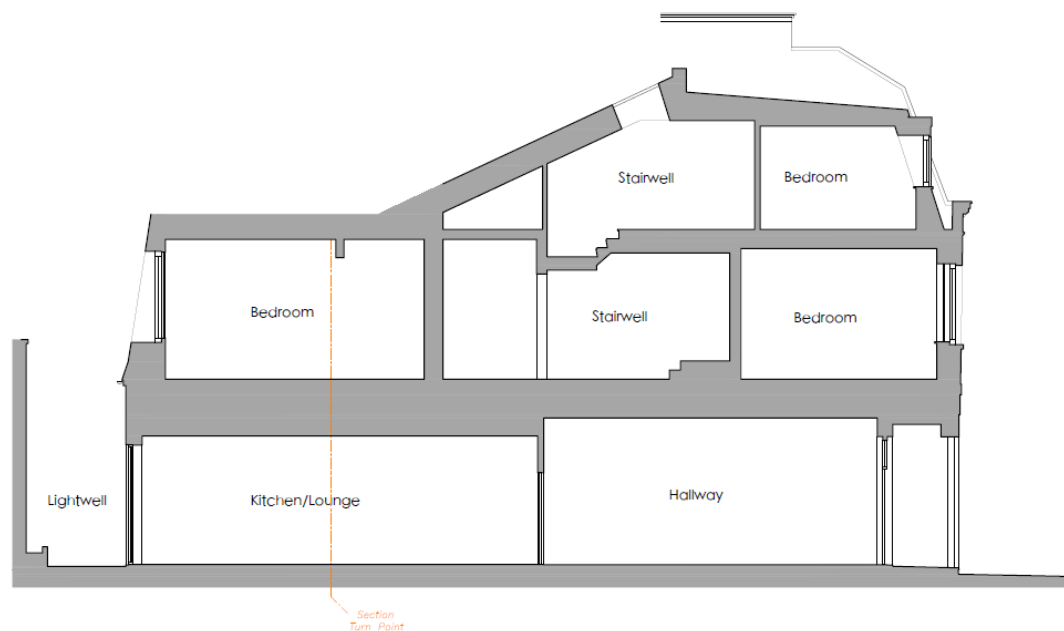 Stairwell
Bedroom
Bedroom
Stairwell
Bedroom
Lightwell
Kitchen/Lounge
Hallway
Section
Turn Point